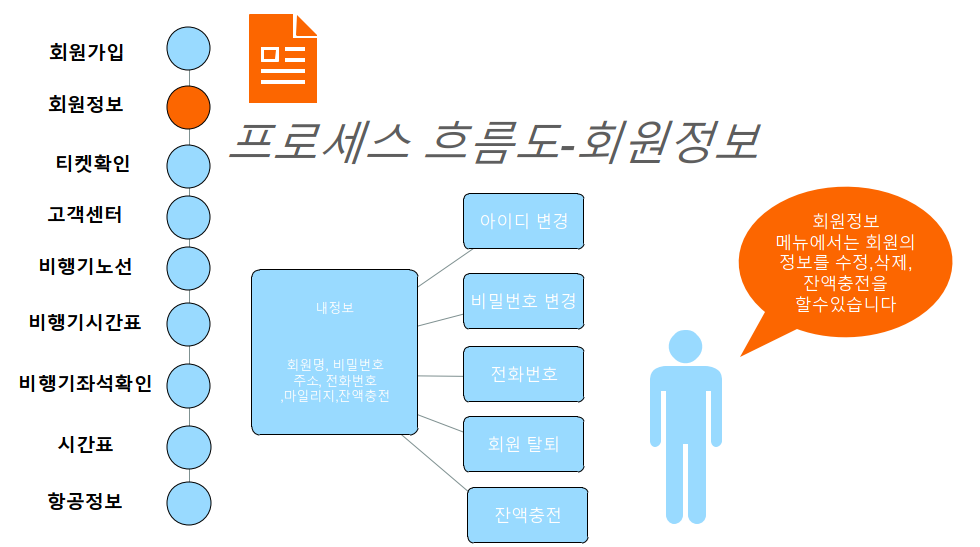 회원가입
회원정보
티켓확인
고객센터
비행기노선
비행기시간표
비행기좌석확인
시간표
항공정보
프로세스 흐름도-회원정보
내정보
회원명, 비밀번호
주소, 전화번호
,마일리지,잔액충전
아이디 변경
비밀번호 변경
전화번호
회원 탈퇴
잔액충전
회원정보
메뉴에서는 회원의
정보를 수정,삭제,
잔액충전을
할수있습니다